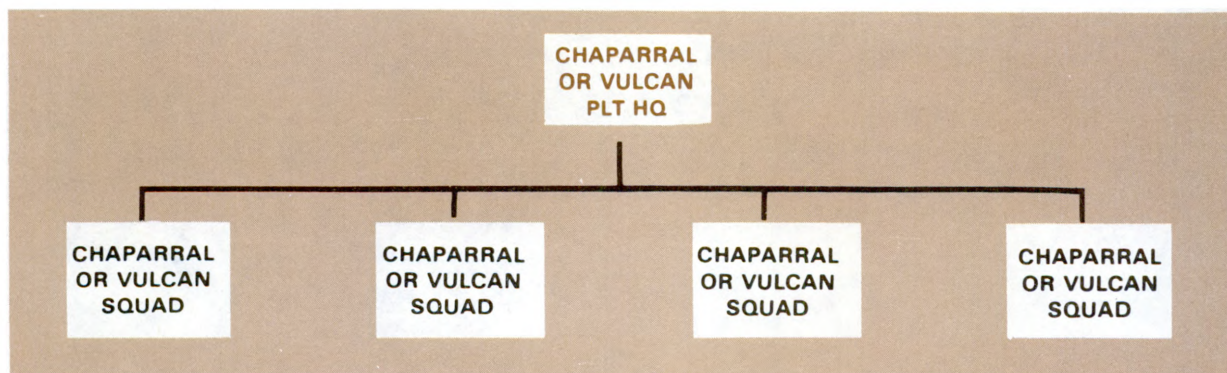 CHAPARRAL
OR VULCAN
PLT HQ
CHAPARRAL
OR VULCAN
SQUAD
CHAPARRAL
OR VULCAN
SQUAD
CHAPARRAL
OR VULCAN
SQUAD
CHAPARRAL
OR VULCAN
SQUAD